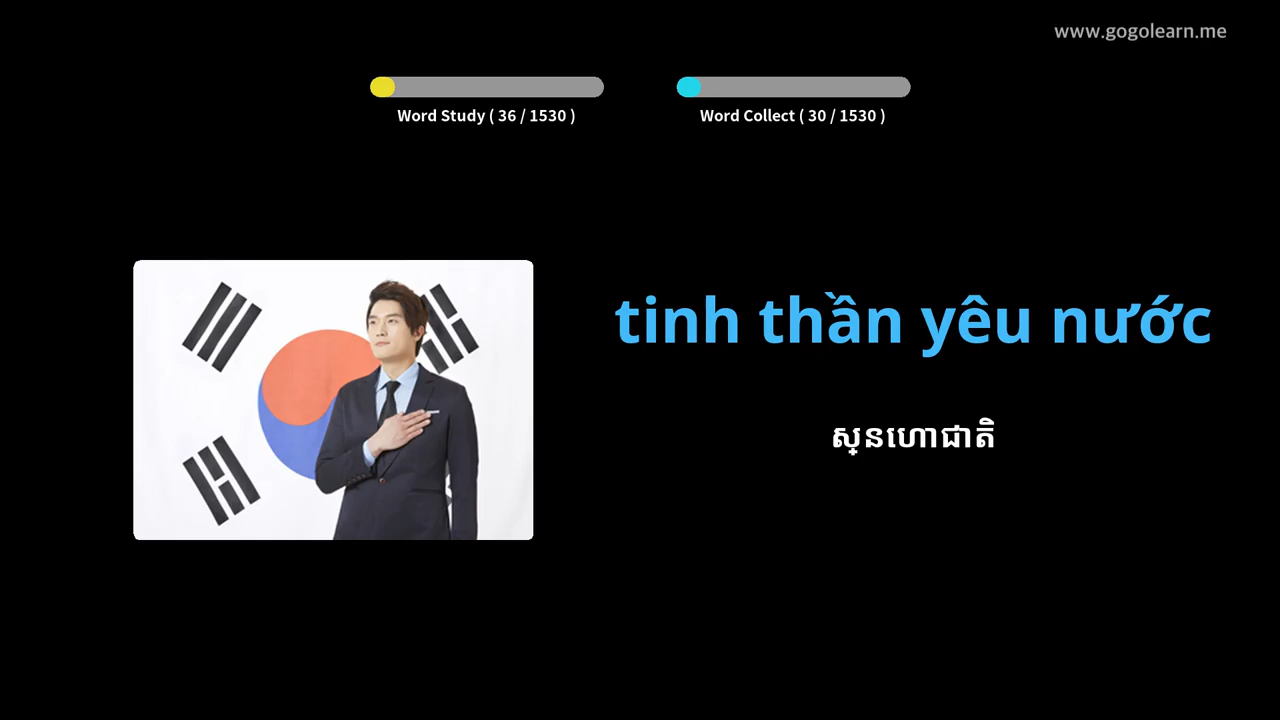 www.gogolearn.me
Word Study ( 36 / 1530 )
Word Collect ( 30 / 1530 )
tinh thần yêu nước
ស្នហោជាតិ